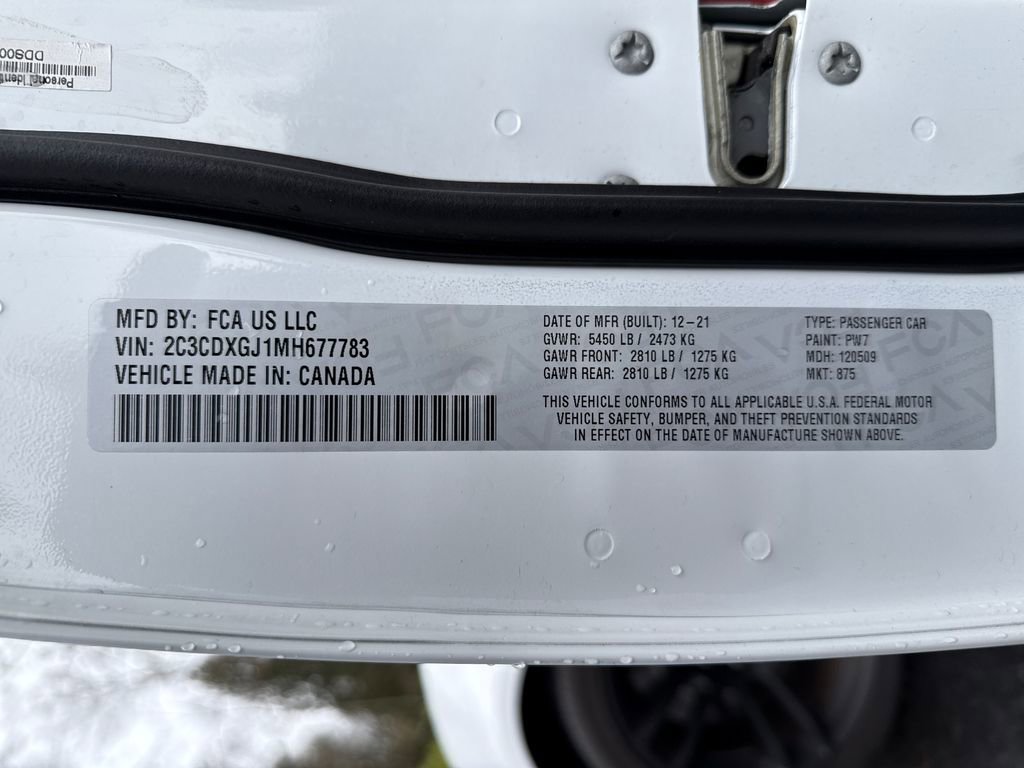 DDS00
Person Identi
MFD BY: FCA US LLC
VIN: 2C3CDXGJ1MH677783
VEHICLE MADE IN: CANADA
DATE OF MFR (BUILT): 12-21
GVWR: 5450 LB / 2473 KG
GAWR FRONT: 2810 LB / 1275 KG
GAWR REAR: 2810 LB / 1275 KG
TYPE: PASSENGER CAR
PAINT: PW7
MDH: 120509
MKT: 875
THIS VEHICLE CONFORMS TO ALL APPLICABLE U.S.A. FEDERAL MOTOR
VEHICLE SAFETY, BUMPER, AND THEFT PREVENTION STANDARDS
IN EFFECT ON THE DATE OF MANUFACTURE SHOWN ABOVE.